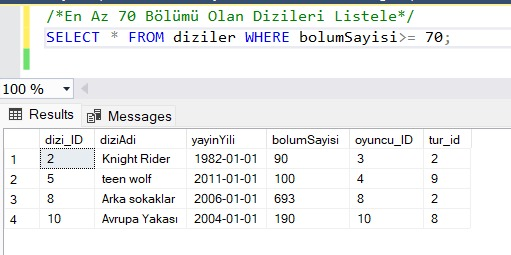 /*En Az 70 Bölümü Olan Dizileri Listele*/
SELECT * FROM diziler WHERE bolumSayisi>= 70;
100 %
Results Messages
dizi_ID diziAdi yayinYili bolumSayisi oyuncu_ID tur_id
1 2 Knight Rider 1982-01-01 90 3 2
2 5 teen wolf 2011-01-01 100 4 9
3 8 Arka sokaklar 2006-01-01 693 8 2
4 10 Avrupa Yakası 2004-01-01 190 10 8